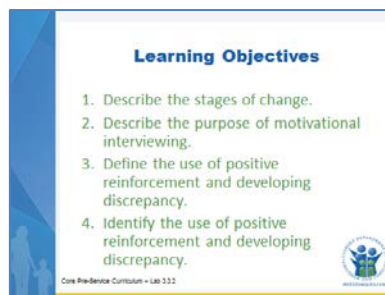 Learning Objectives
1. Describe the stages of change.
2. Describe the purpose of motivational
interviewing.
3. Define the use of positive
reinforcement and developing
discrepancy.
4. Identify the use of positive
reinforcement and developing
discrepancy.
Core Pre-Service Curriculum – Lab 3.3.2